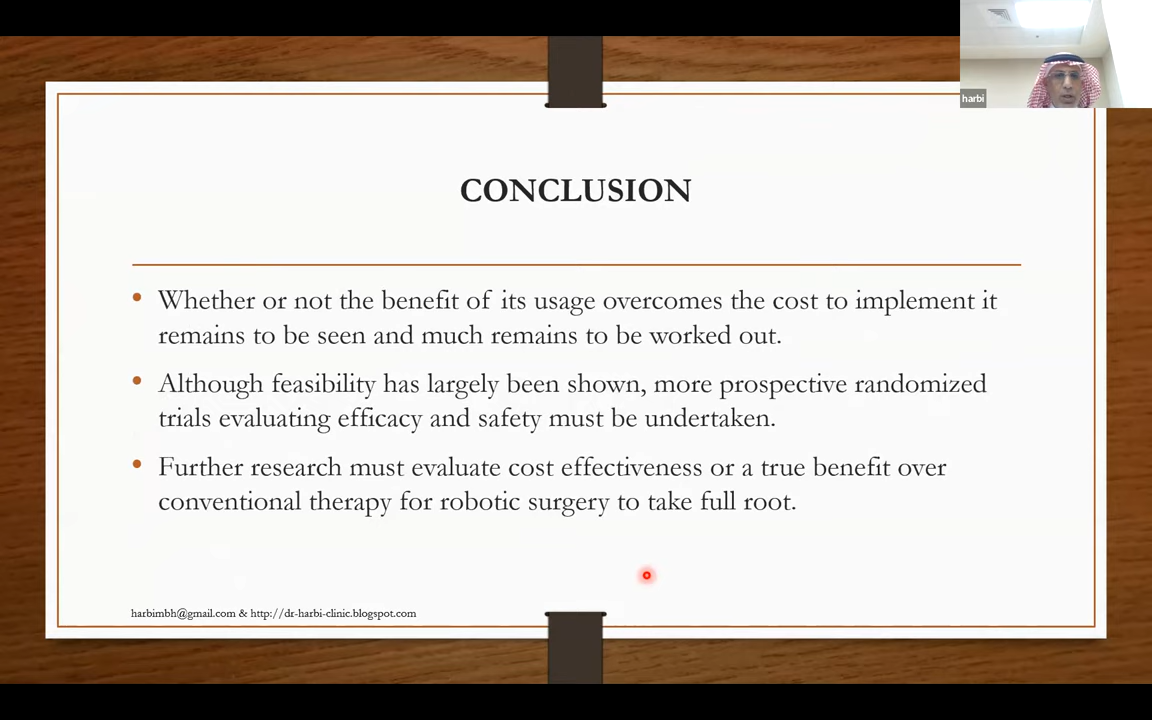 harbi
CONCLUSION
• Whether or not the benefit of its usage overcomes the cost to implement it
remains to be seen and much remains to be worked out.
• Although feasibility has largely been shown, more prospective randomized
trials evaluating efficacy and safety must be undertaken.
• Further research must evaluate cost effectiveness or a true benefit over
conventional therapy for robotic surgery to take full root.
harbimbh@gmail.com & http://dr-harbi-clinic.blogspot.com